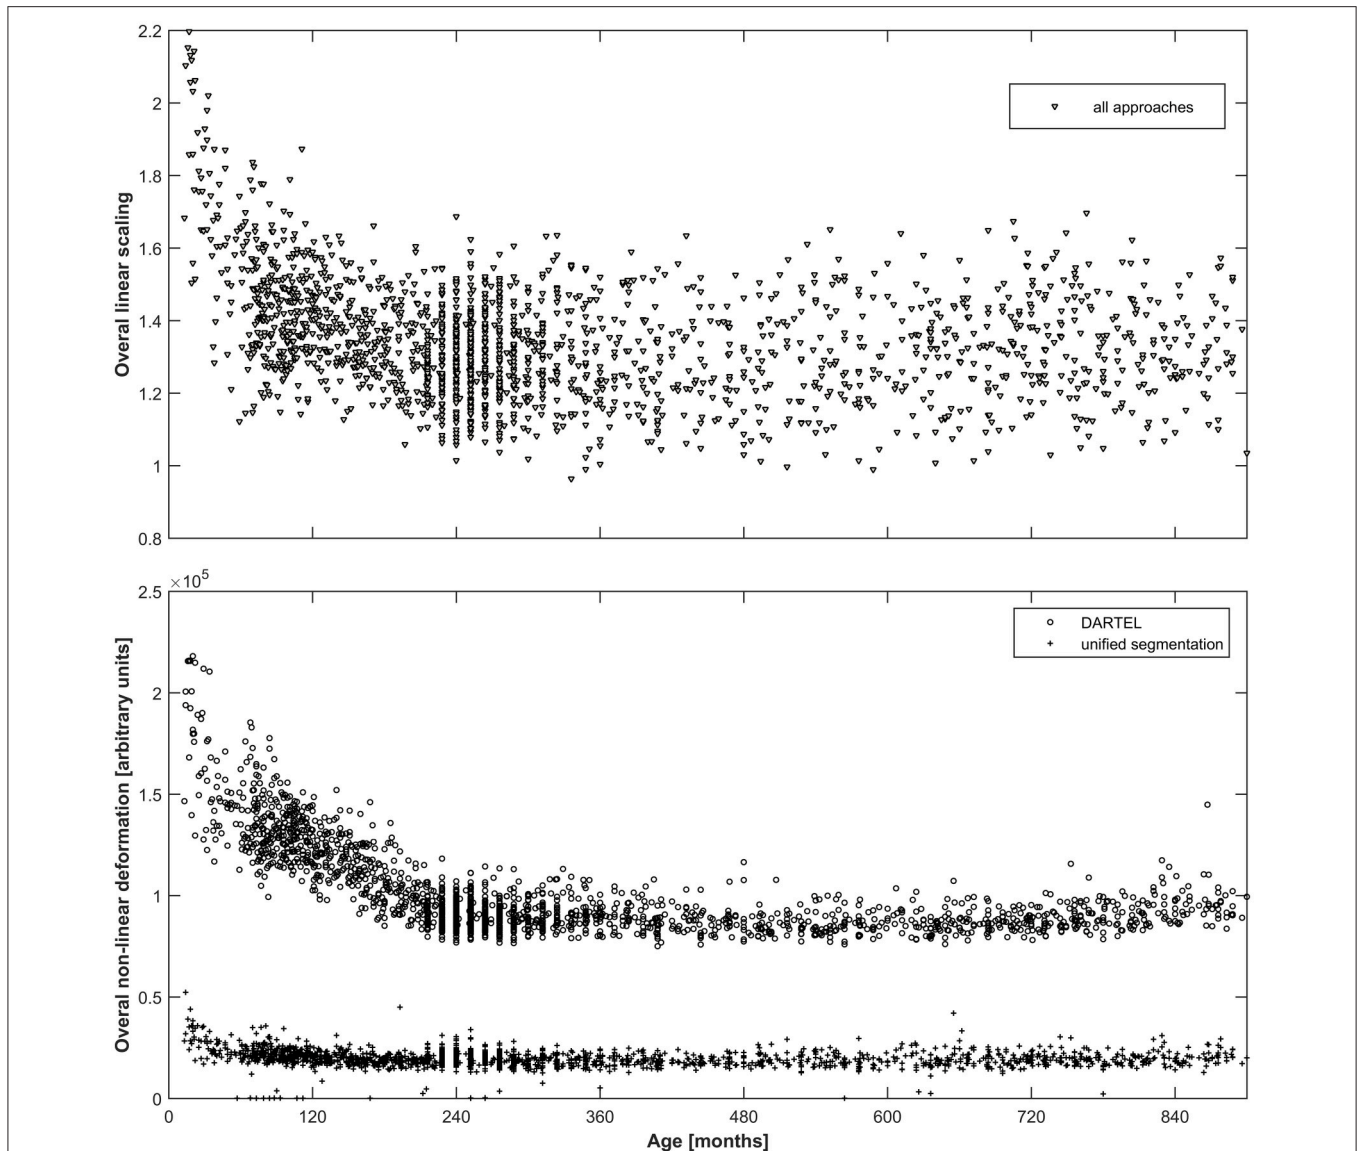 2.2
2
1.8
1.6
1.4
1.2
1
0.8
Overal linear scaling
all approaches
×10⁵
2.5
2
1.5
1
0.5
0
Overal non-linear deformation [arbitrary units]
DARTEL
unified segmentation
0 120 240 360 480 600 720 840
Age [months]